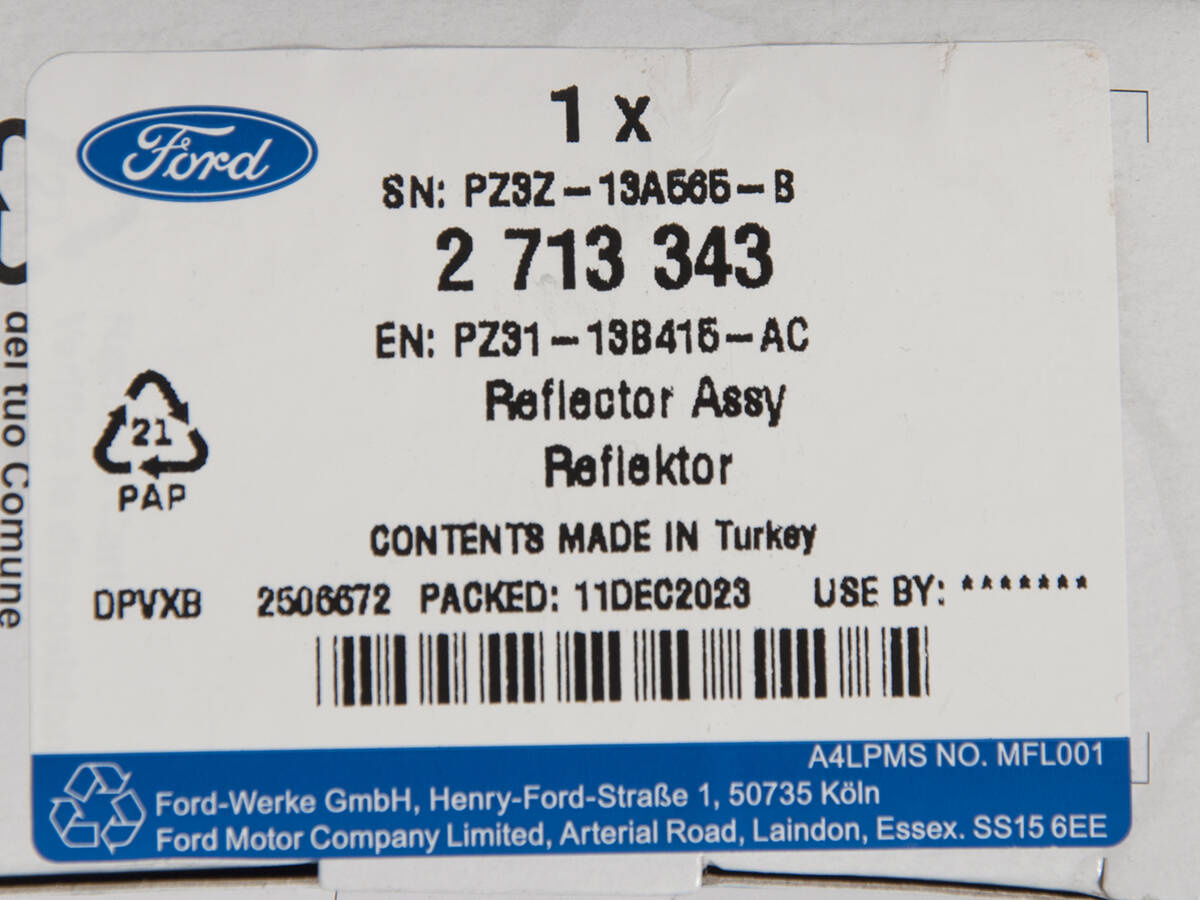 Ford
1 x
SN: PZ3Z-13A565-B
2 713 343
EN: PZ31-13B415-AC
Reflector Assy
Reflektor
21
PAP
CONTENTS MADE IN Turkey
DPVXB 2506672 PACKED: 11DEC2023 USE BY: *******
A4LPMS NO. MFL001
Ford-Werke GmbH, Henry-Ford-Straße 1, 50735 Köln
Ford Motor Company Limited, Arterial Road, Laindon, Essex. SS15 6EE
del tuo Comune